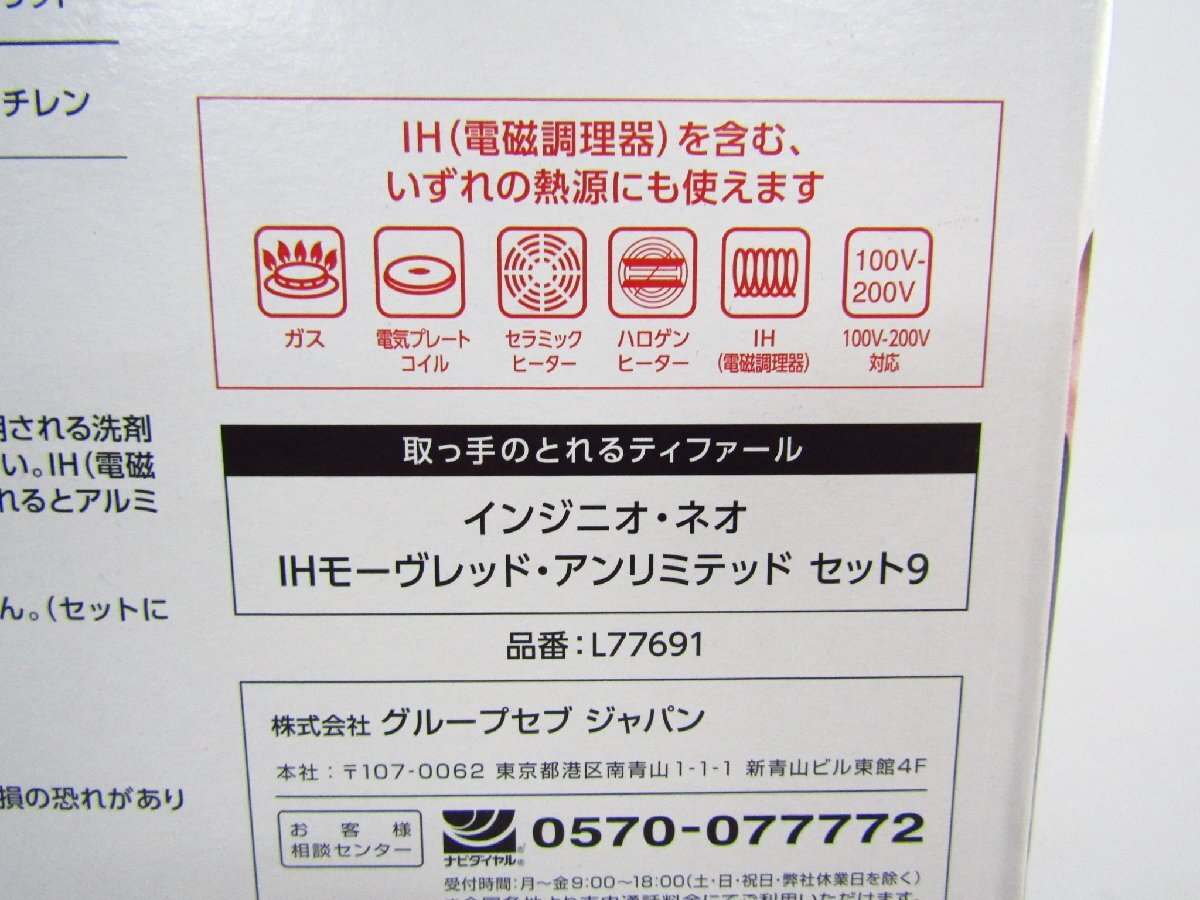 チレン
IH(電磁調理器)を含む、
いずれの熱源にも使えます
100V-
200V
ガス
電気プレート
コイル
セラミック
ヒーター
ハロゲン
ヒーター
IH
(電磁調理器)
100V-200V
対応
される洗剤
い。IH(電磁
れるとアルミ
ん。(セットに
損の恐れがあり
取っ手のとれるティファール
インジニオ・ネオ
IHモーヴレッド・アンリミテッド セット9
品番:L77691
株式会社 グループセブ ジャパン
本社:〒107-0062 東京都港区南青山1-1-1 新青山ビル東館4F
お客様
相談センター
ナビダイヤル®
0570-077772
受付時間:月〜金9:00〜18:00(土・日・祝日・弊社休業日を除く)